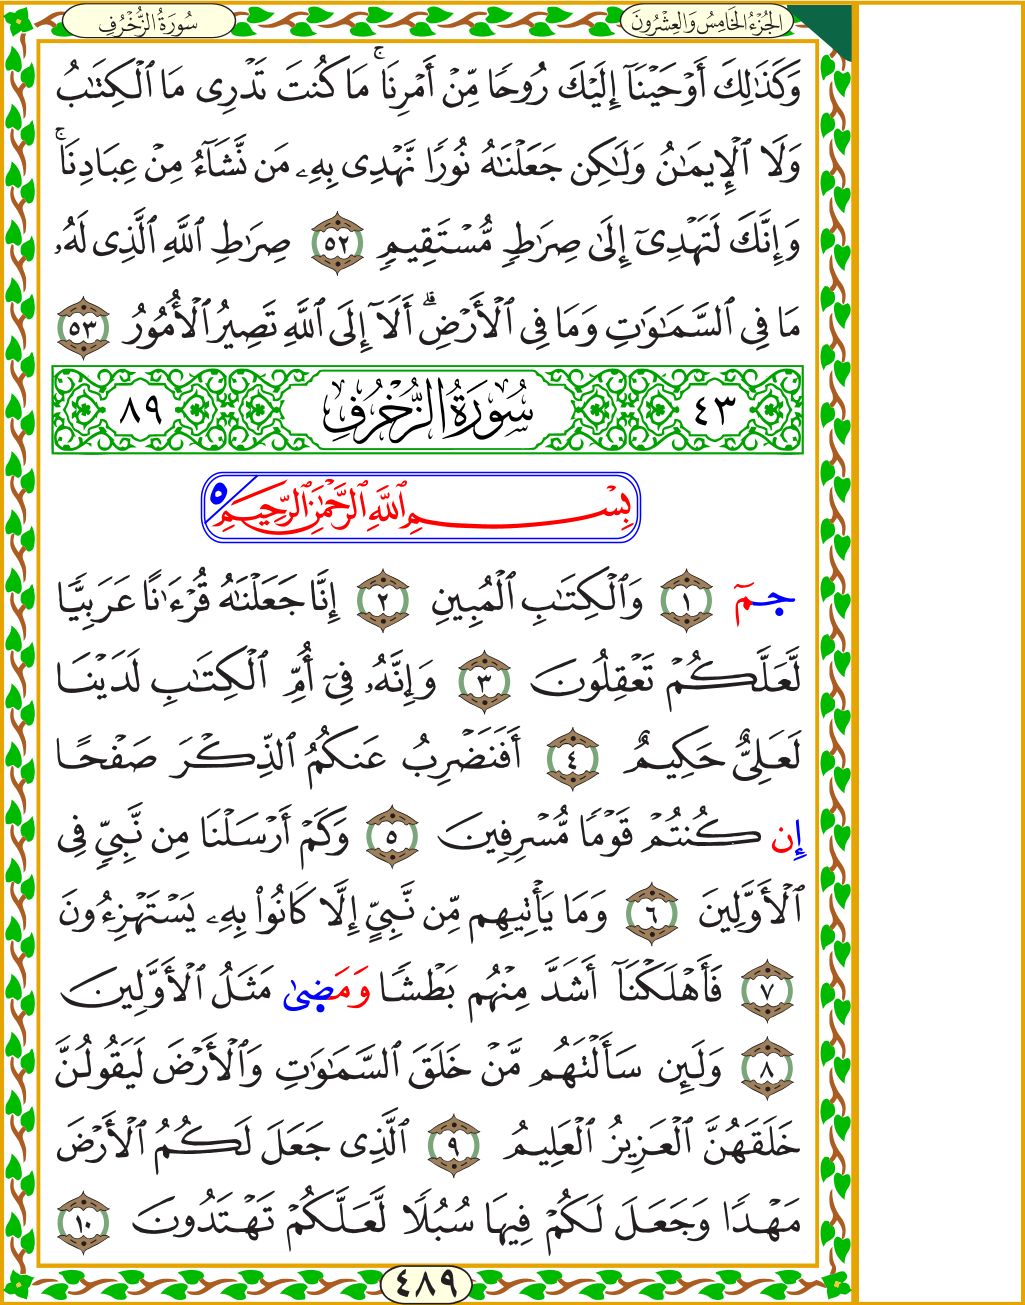 سُورَةُ الزُّخْرُفِ
الجُزْءُ الخَامِسُ وَالعِشْرُونَ
وَكَذَٰلِكَ أَوْحَيْنَآ إِلَيْكَ رُوحًا مِّنْ أَمْرِنَا ۚ مَا كُنتَ تَدْرِى مَا ٱلْكِتَٰبُ
وَلَا ٱلْإِيمَٰنُ وَلَٰكِن جَعَلْنَٰهُ نُورًا نَّهْدِى بِهِۦ مَن نَّشَآءُ مِنْ عِبَادِنَا ۚ
وَإِنَّكَ لَتَهْدِىٓ إِلَىٰ صِرَٰطٍ مُّسْتَقِيمٍ ٥٢ صِرَٰطِ ٱللَّهِ ٱلَّذِى لَهُۥ
مَا فِى ٱلسَّمَٰوَٰتِ وَمَا فِى ٱلْأَرْضِ ۗ أَلَآ إِلَى ٱللَّهِ تَصِيرُ ٱلْأُمُورُ ٥٣
٤٣ سُورَةُ الزُّخْرُفِ ٨٩
بِسْمِ ٱللَّهِ ٱلرَّحْمَٰنِ ٱلرَّحِيمِ ٥
حمٓ ١ وَٱلْكِتَٰبِ ٱلْمُبِينِ ٢ إِنَّا جَعَلْنَٰهُ قُرْءَٰنًا عَرَبِيًّا
لَّعَلَّكُمْ تَعْقِلُونَ ٣ وَإِنَّهُۥ فِىٓ أُمِّ ٱلْكِتَٰبِ لَدَيْنَا
لَعَلِىٌّ حَكِيمٌ ٤ أَفَنَضْرِبُ عَنكُمُ ٱلذِّكْرَ صَفْحًا
إِن كُنتُمْ قَوْمًا مُّسْرِفِينَ ٥ وَكَمْ أَرْسَلْنَا مِن نَّبِىٍّ فِى
ٱلْأَوَّلِينَ ٦ وَمَا يَأْتِيهِم مِّن نَّبِىٍّ إِلَّا كَانُوا۟ بِهِۦ يَسْتَهْزِءُونَ
٧ فَأَهْلَكْنَآ أَشَدَّ مِنْهُم بَطْشًا وَمَضَىٰ مَثَلُ ٱلْأَوَّلِينَ
٨ وَلَئِن سَأَلْتَهُم مَّنْ خَلَقَ ٱلسَّمَٰوَٰتِ وَٱلْأَرْضَ لَيَقُولُنَّ
خَلَقَهُنَّ ٱلْعَزِيزُ ٱلْعَلِيمُ ٩ ٱلَّذِى جَعَلَ لَكُمُ ٱلْأَرْضَ
مَهْدًا وَجَعَلَ لَكُمْ فِيهَا سُبُلًا لَّعَلَّكُمْ تَهْتَدُونَ ١٠
٤٨٩